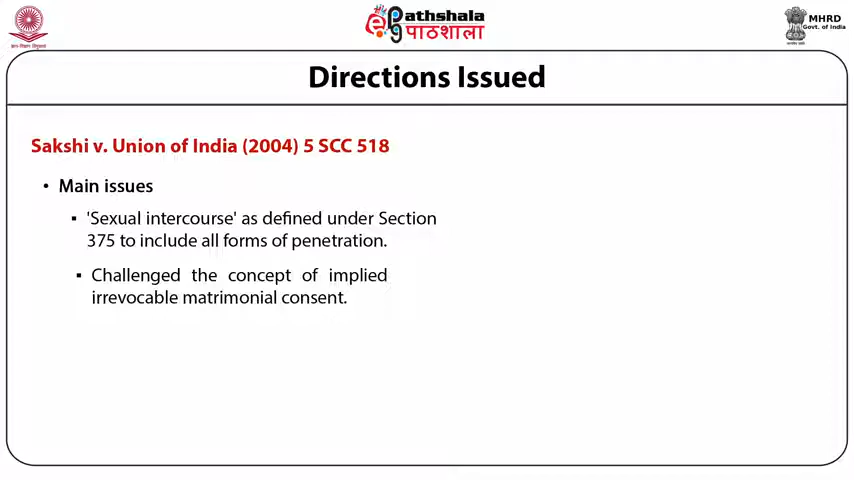 Pathshala
पाठशाला
MHRD
Govt. of India
Directions Issued
Sakshi v. Union of India (2004) 5 SCC 518
• Main issues
▪ 'Sexual intercourse' as defined under Section
375 to include all forms of penetration.
▪ Challenged the concept of implied
irrevocable matrimonial consent.